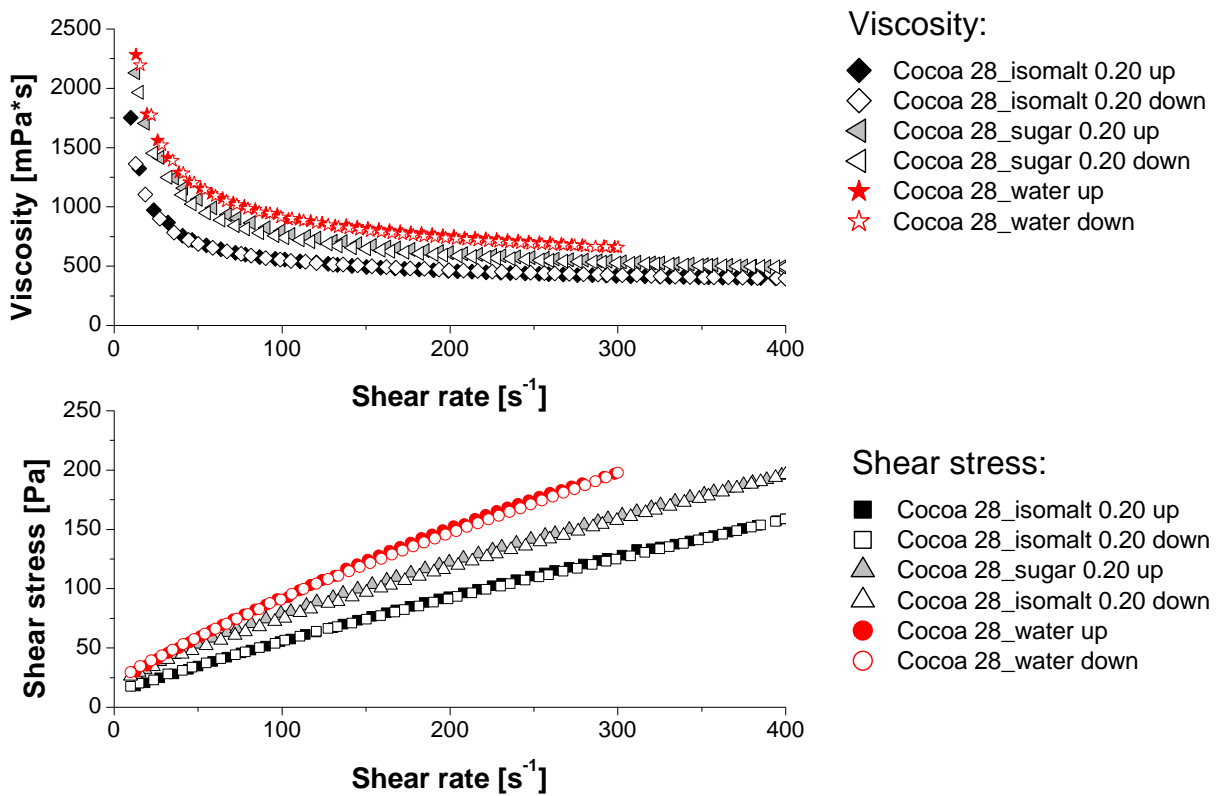 Viscosity:
Cocoa 28_isomalt 0.20 up
Cocoa 28_isomalt 0.20 down
Cocoa 28_sugar 0.20 up
Cocoa 28_sugar 0.20 down
Cocoa 28_water up
Cocoa 28_water down
Viscosity [mPa*s]
2500
2000
1500
1000
500
0
0 100 200 300 400
Shear rate [s⁻¹]
Shear stress:
Cocoa 28_isomalt 0.20 up
Cocoa 28_isomalt 0.20 down
Cocoa 28_sugar 0.20 up
Cocoa 28_isomalt 0.20 down
Cocoa 28_water up
Cocoa 28_water down
Shear stress [Pa]
250
200
150
100
50
0
0 100 200 300 400
Shear rate [s⁻¹]